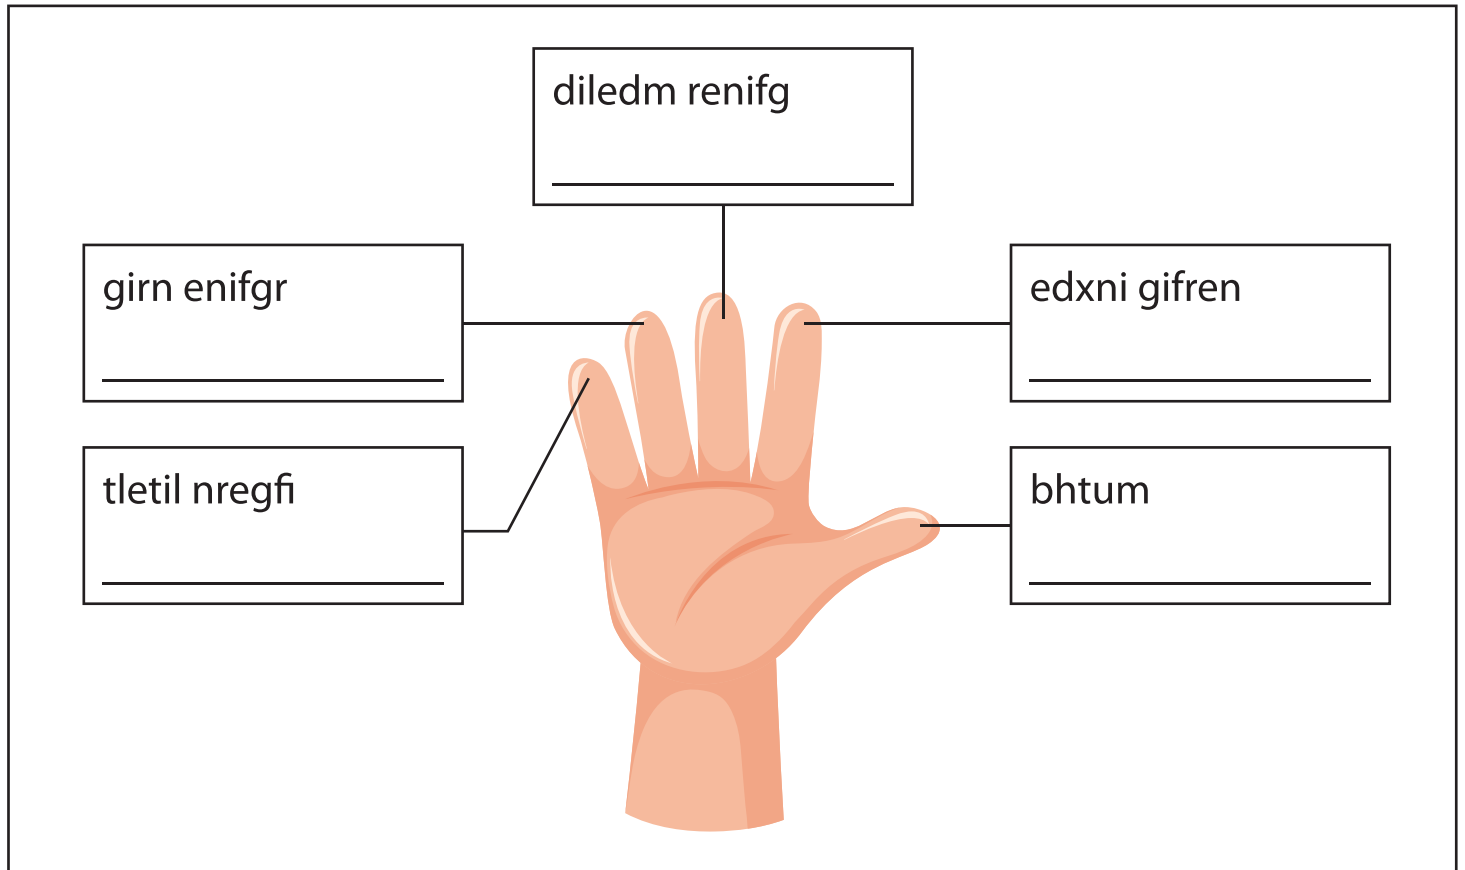 diledm renifg
girn enifgr
edxni gifren
tletil nregfi
bhtum